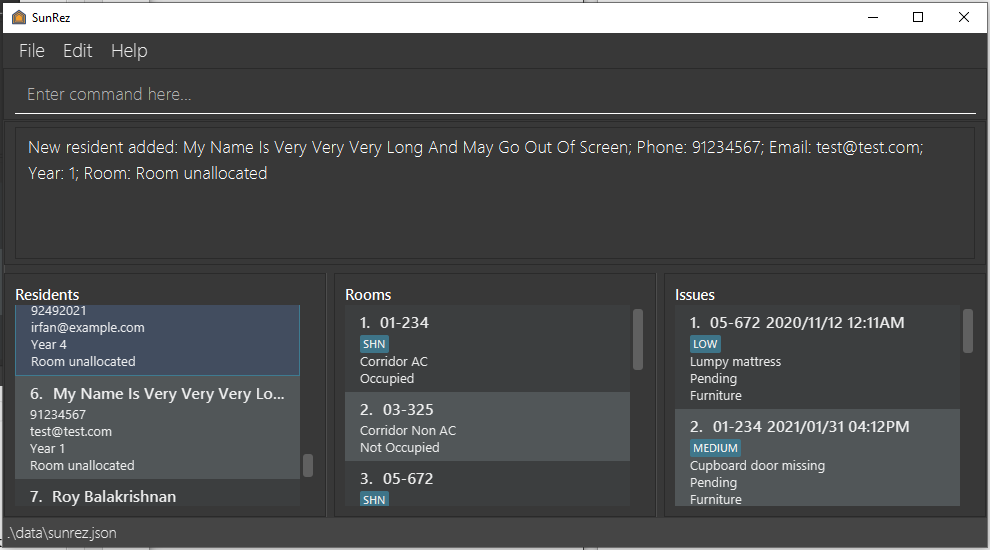 SunRez
File Edit Help
Enter command here...
New resident added: My Name Is Very Very Very Long And May Go Out Of Screen; Phone: 91234567; Email: test@test.com;
Year: 1; Room: Room unallocated
Residents
92492021
irfan@example.com
Year 4
Room unallocated
6. My Name Is Very Very Very Lo...
91234567
test@test.com
Year 1
Room unallocated
7. Roy Balakrishnan
Rooms
1. 01-234
SHN
Corridor AC
Occupied
2. 03-325
Corridor Non AC
Not Occupied
3. 05-672
SHN
Issues
1. 05-672 2020/11/12 12:11AM
LOW
Lumpy mattress
Pending
Furniture
2. 01-234 2021/01/31 04:12PM
MEDIUM
Cupboard door missing
Pending
Furniture
.\data\sunrez.json